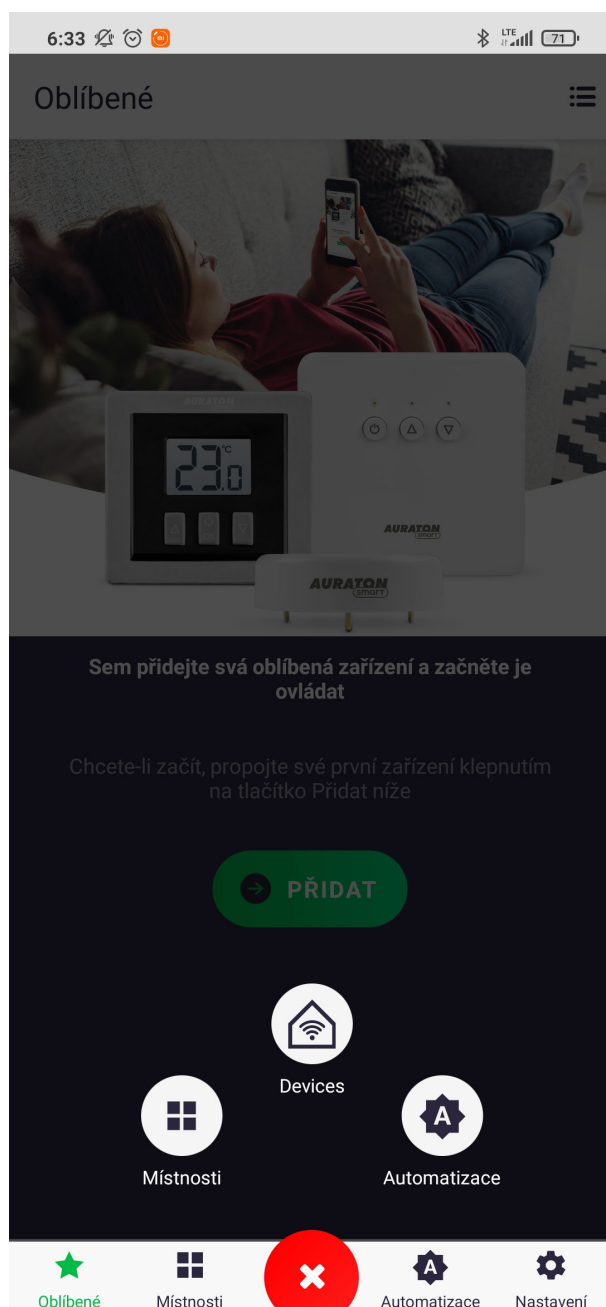 6:33
LTE
71
Oblíbené
AURATON
23.0
°C
AURATON
smart
AURATON
smart
Sem přidejte svá oblíbená zařízení a začněte je
ovládat
Chcete-li začít, propojte své první zařízení klepnutím
na tlačítko Přidat níže
PŘIDAT
Devices
Místnosti
Automatizace
Oblíbené
Místnosti
Automatizace
Nastavení